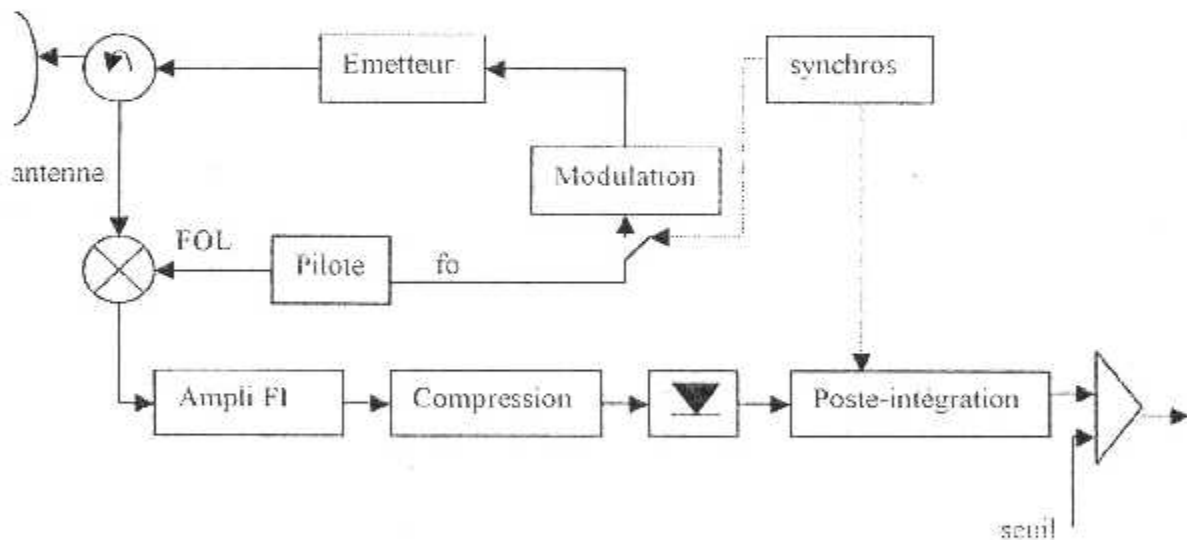 Emetteur
synchros
antenne
Modulation
FOL
Pilote
fo
Ampli FI
Compression
Poste-intégration
seuil